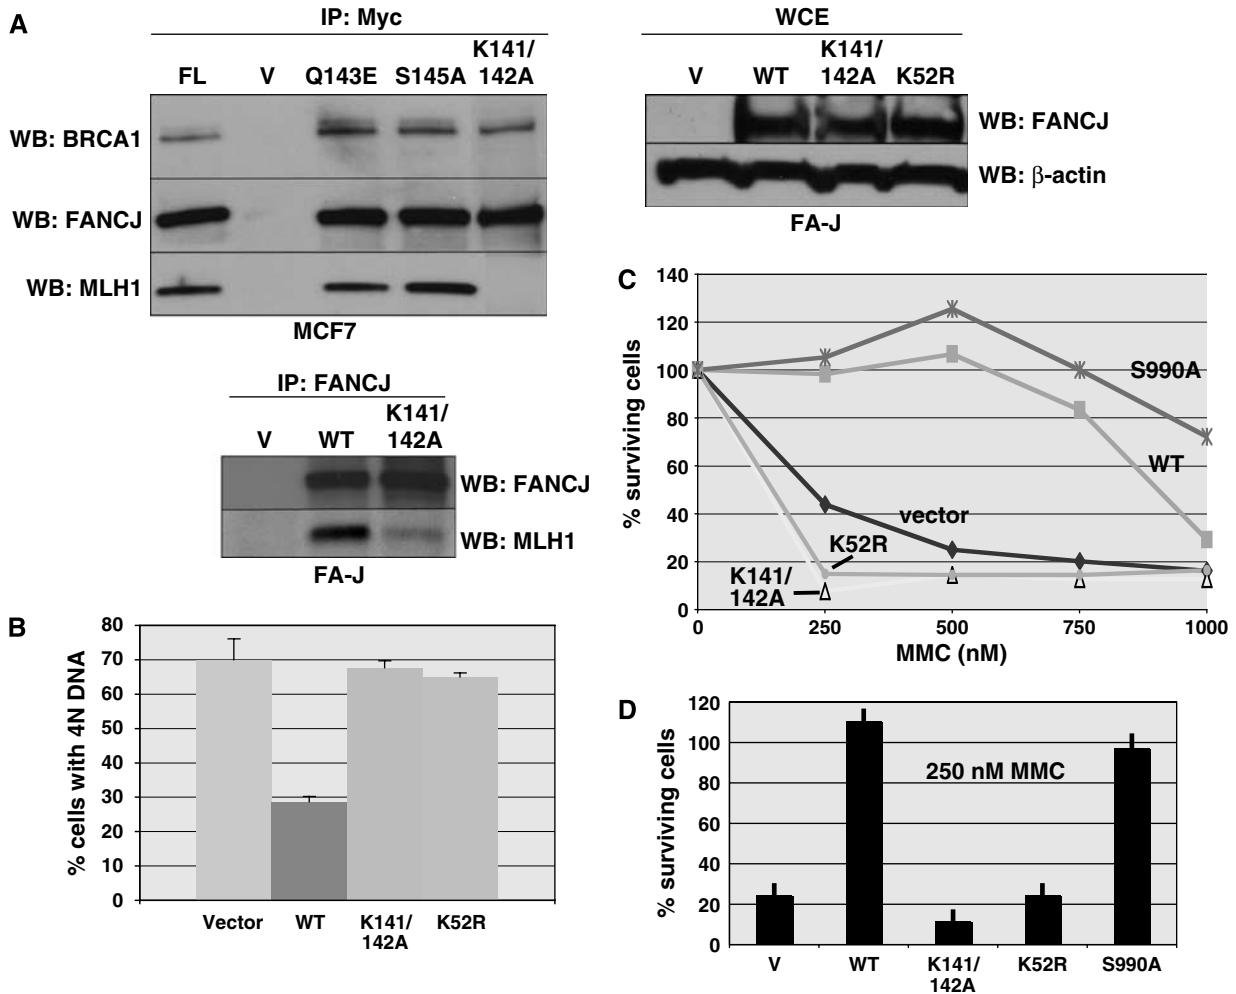 A
IP: Myc
FL V Q143E S145A K141/
142A
WB: BRCA1
WB: FANCJ
WB: MLH1
MCF7
WCE
V WT K141/
142A K52R
WB: FANCJ
WB: β-actin
FA-J
IP: FANCJ
V WT K141/
142A
WB: FANCJ
WB: MLH1
FA-J
B
% cells with 4N DNA
80
70
60
50
40
30
20
10
0
Vector WT K141/
142A K52R
C
% surviving cells
140
120
100
80
60
40
20
0
S990A
WT
vector
K52R
K141/
142A
0 250 500 750 1000
MMC (nM)
D
% surviving cells
120
100
80
60
40
20
0
250 nM MMC
V WT K141/
142A K52R S990A